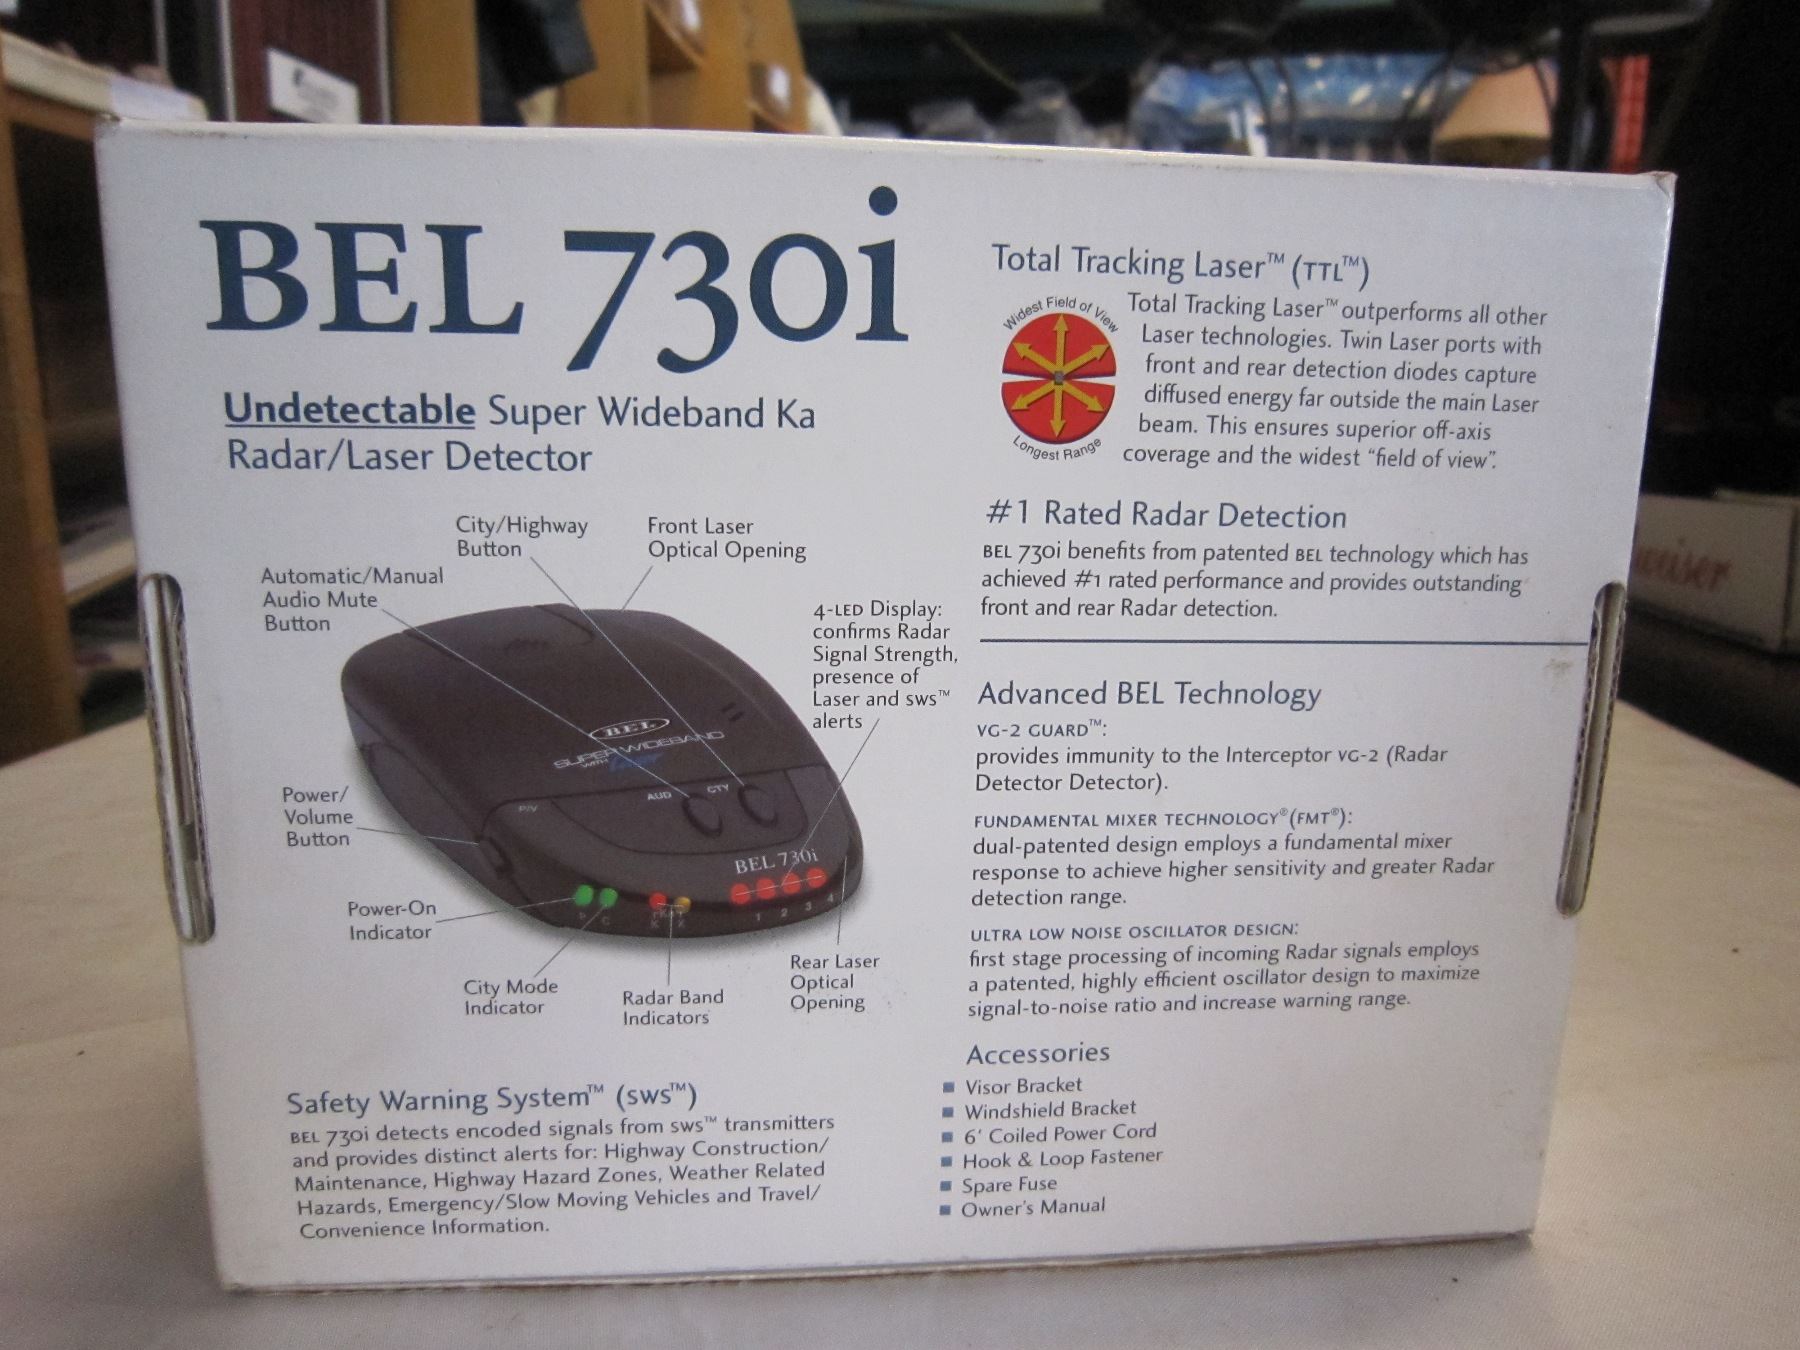 BEL 730i
Undetectable Super Wideband Ka
Radar/Laser Detector
City/Highway
Button
Front Laser
Optical Opening
Automatic/Manual
Audio Mute
Button
4-LED Display:
confirms Radar
Signal Strength,
presence of
Laser and SWS™
alerts
BEL
SUPER WIDEBAND
WITH Laser
AUD
CTY
P/V
BEL 730i
P
C
1
2
3
4
Power/
Volume
Button
Power-On
Indicator
City Mode
Indicator
Radar Band
Indicators
Rear Laser
Optical
Opening
Safety Warning System™ (SWS™)
BEL 730i detects encoded signals from SWS™ transmitters
and provides distinct alerts for: Highway Construction/
Maintenance, Highway Hazard Zones, Weather Related
Hazards, Emergency/Slow Moving Vehicles and Travel/
Convenience Information.
Total Tracking Laser™ (TTL™)
Widest Field of View
Longest Range
Total Tracking Laser™ outperforms all other
Laser technologies. Twin Laser ports with
front and rear detection diodes capture
diffused energy far outside the main Laser
beam. This ensures superior off-axis
coverage and the widest “field of view”.
#1 Rated Radar Detection
BEL 730i benefits from patented BEL technology which has
achieved #1 rated performance and provides outstanding
front and rear Radar detection.
Advanced BEL Technology
VG-2 GUARD™:
provides immunity to the Interceptor VG-2 (Radar
Detector Detector).
FUNDAMENTAL MIXER TECHNOLOGY® (FMT®):
dual-patented design employs a fundamental mixer
response to achieve higher sensitivity and greater Radar
detection range.
ULTRA LOW NOISE OSCILLATOR DESIGN:
first stage processing of incoming Radar signals employs
a patented, highly efficient oscillator design to maximize
signal-to-noise ratio and increase warning range.
Accessories
■ Visor Bracket
■ Windshield Bracket
■ 6' Coiled Power Cord
■ Hook & Loop Fastener
■ Spare Fuse
■ Owner's Manual